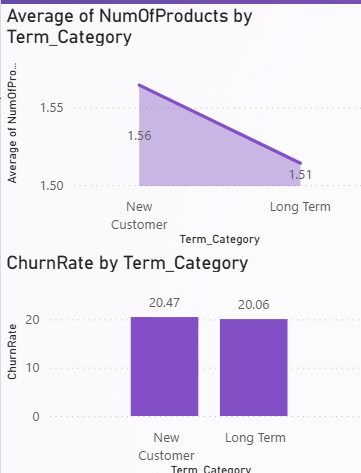 Average of NumOfProducts by
Term_Category
Average of NumOfPro...
1.55
1.50
1.56
1.51
New
Customer
Long Term
Term_Category
ChurnRate by Term_Category
ChurnRate
20
10
0
20.47
20.06
New
Customer
Long Term
Term_Category